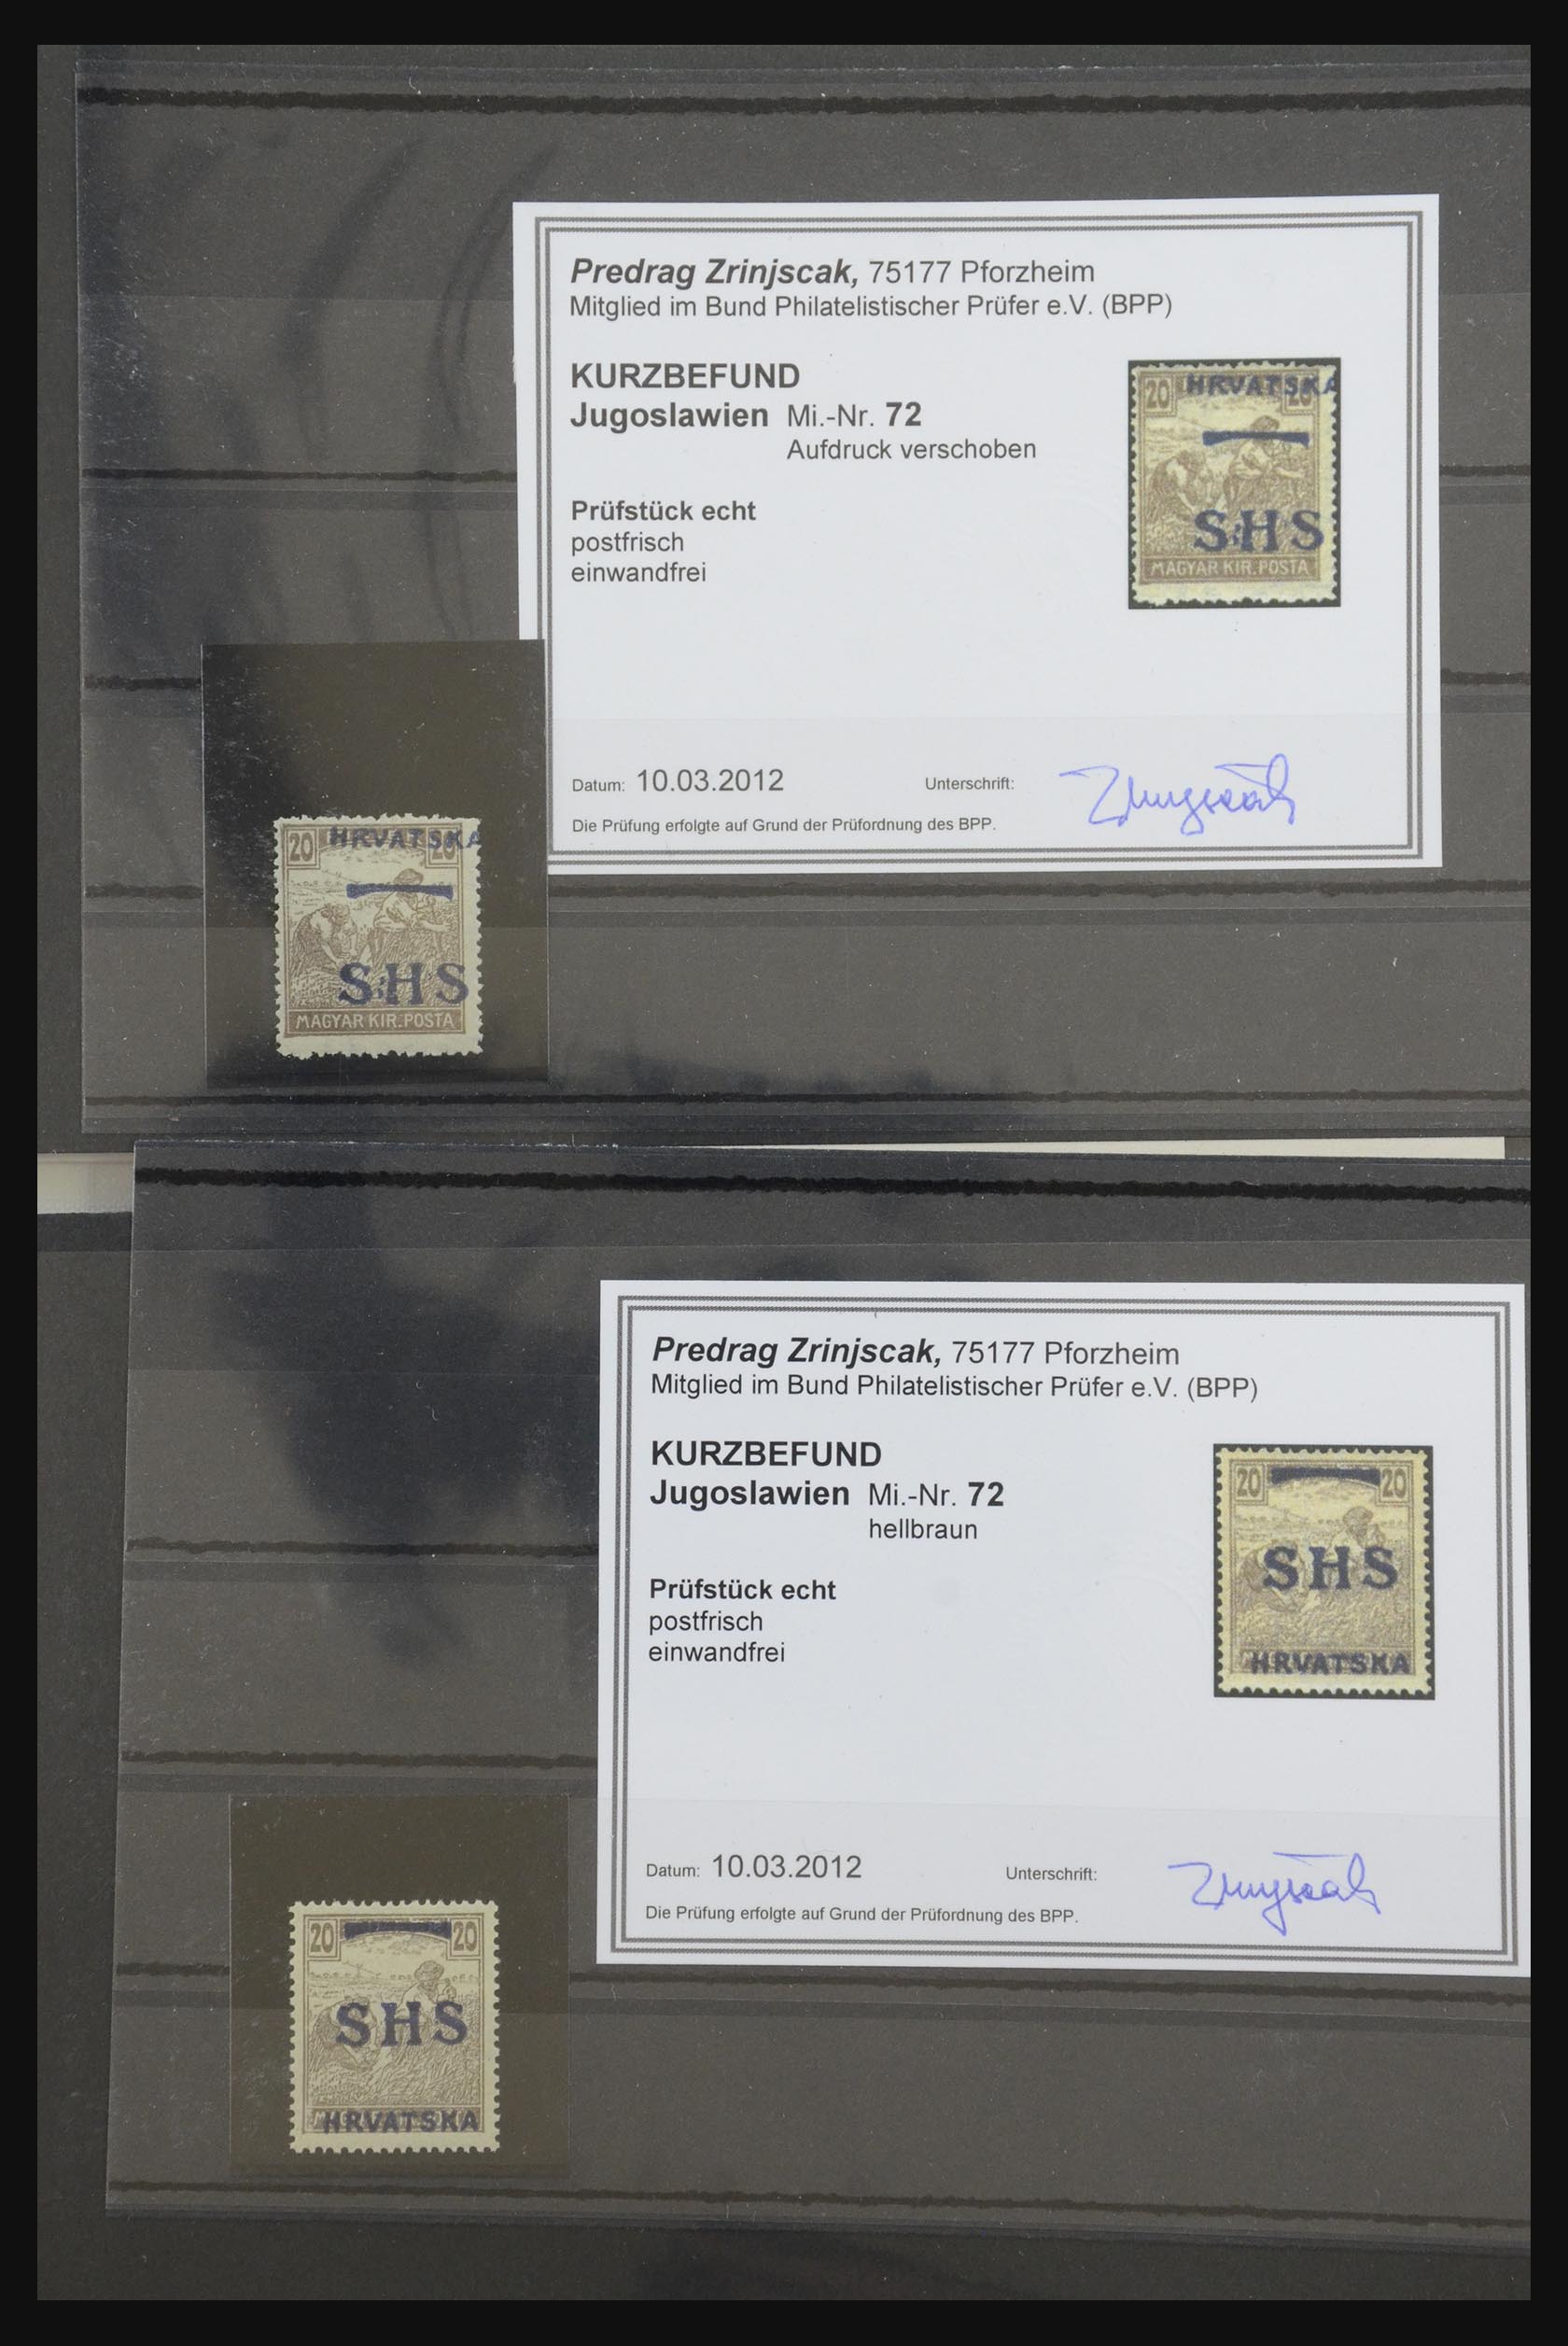 Predrag Zrinjscak, 75177 Pforzheim
Mitglied im Bund Philatelistischer Prüfer e.V. (BPP)
KURZBEFUND
Jugoslawien Mi.-Nr. 72
Aufdruck verschoben
Prüfstück echt
postfrisch
einwandfrei
20 HRVATSKA 20
SHS
MAGYAR KIR. POSTA
Datum: 10.03.2012 Unterschrift:
Die Prüfung erfolgte auf Grund der Prüfordnung des BPP.
20 HRVATSKA 20
SHS
MAGYAR KIR. POSTA
Predrag Zrinjscak, 75177 Pforzheim
Mitglied im Bund Philatelistischer Prüfer e.V. (BPP)
KURZBEFUND
Jugoslawien Mi.-Nr. 72
hellbraun
Prüfstück echt
postfrisch
einwandfrei
20 20
SHS
HRVATSKA
Datum: 10.03.2012 Unterschrift:
Die Prüfung erfolgte auf Grund der Prüfordnung des BPP.
20 20
SHS
HRVATSKA